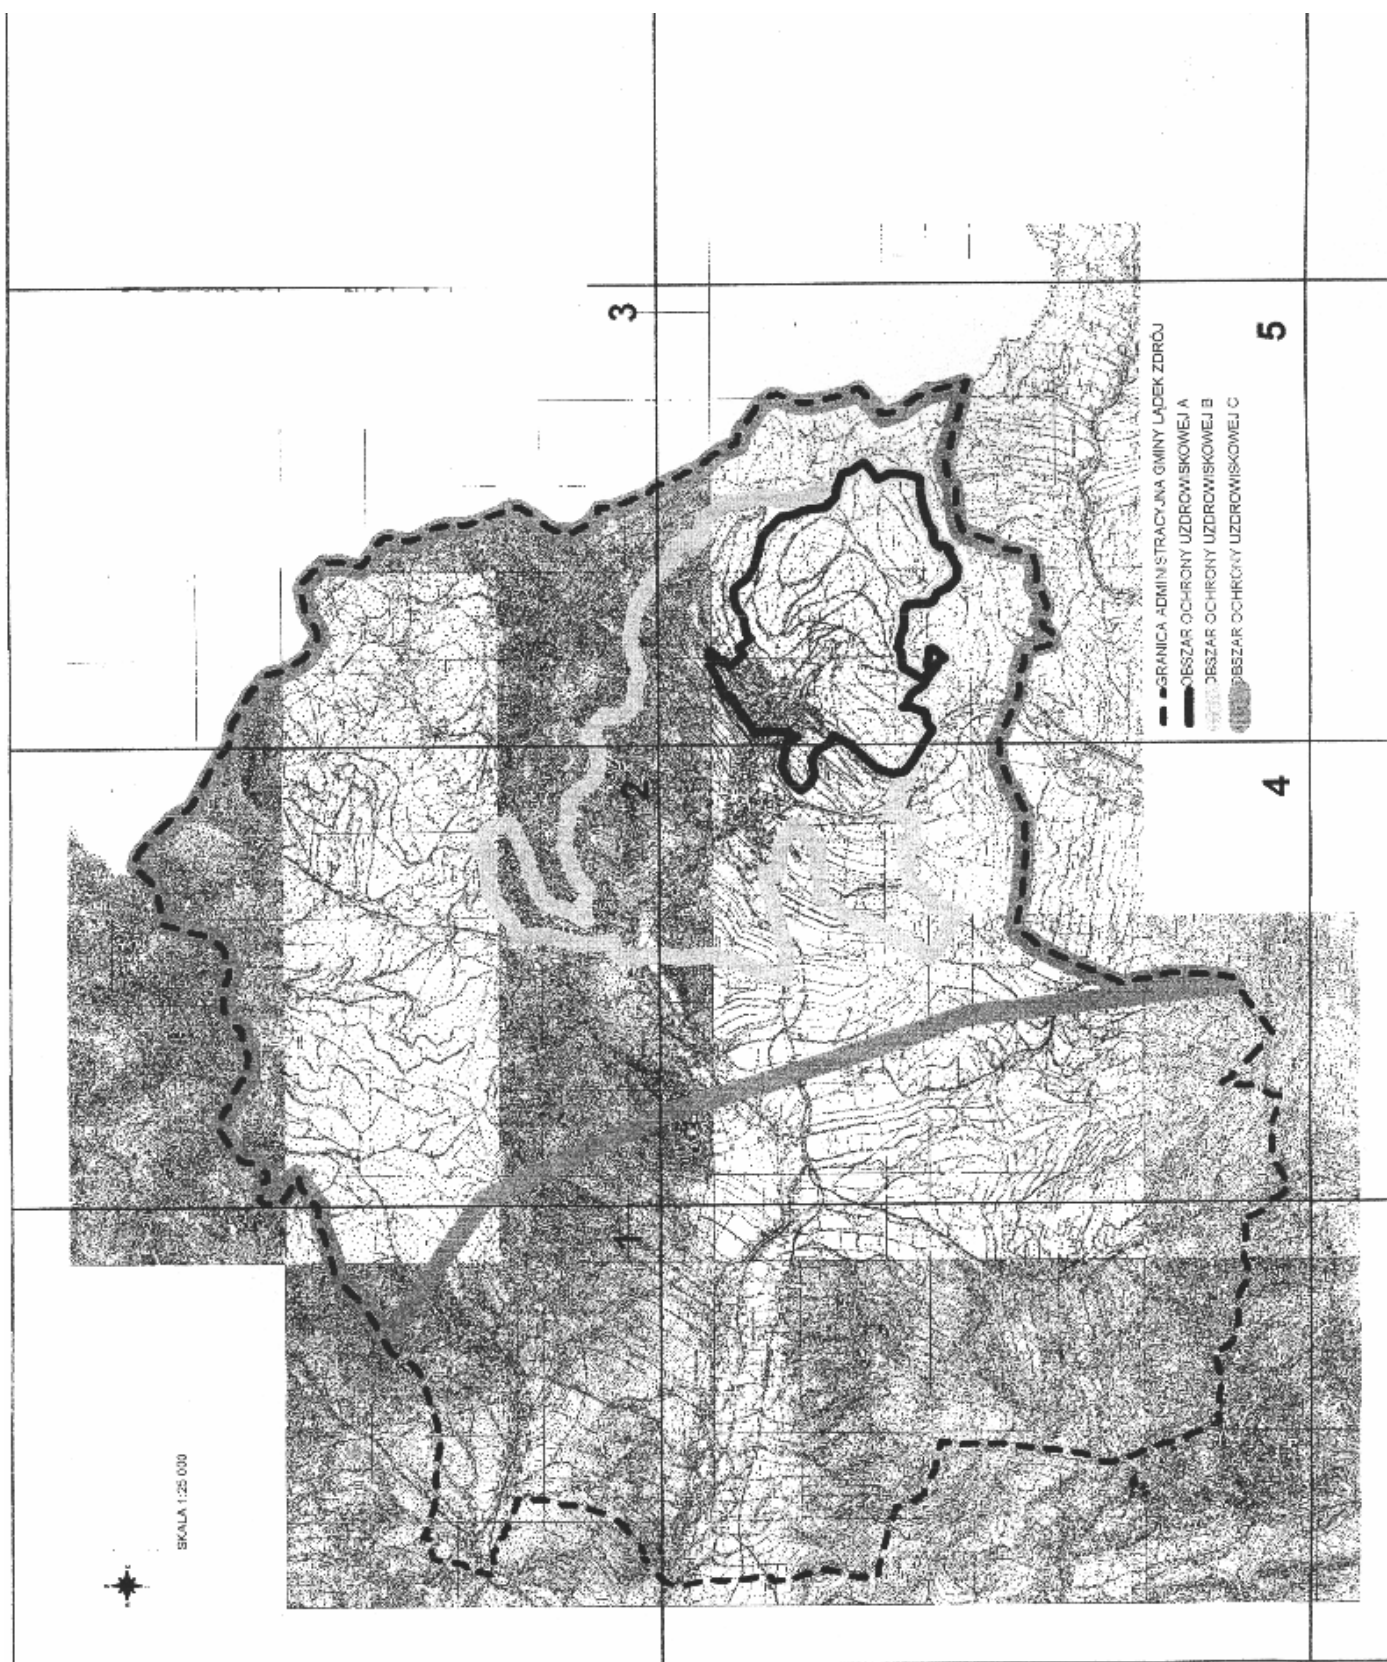 SKALA 1:25 000
1
2
3
4
5
GRANICA ADMINISTRACYJNA GMINY LĄDEK ZDRÓJ
OBSZAR OCHRONY UZDROWISKOWEJ A
OBSZAR OCHRONY UZDROWISKOWEJ B
OBSZAR OCHRONY UZDROWISKOWEJ C